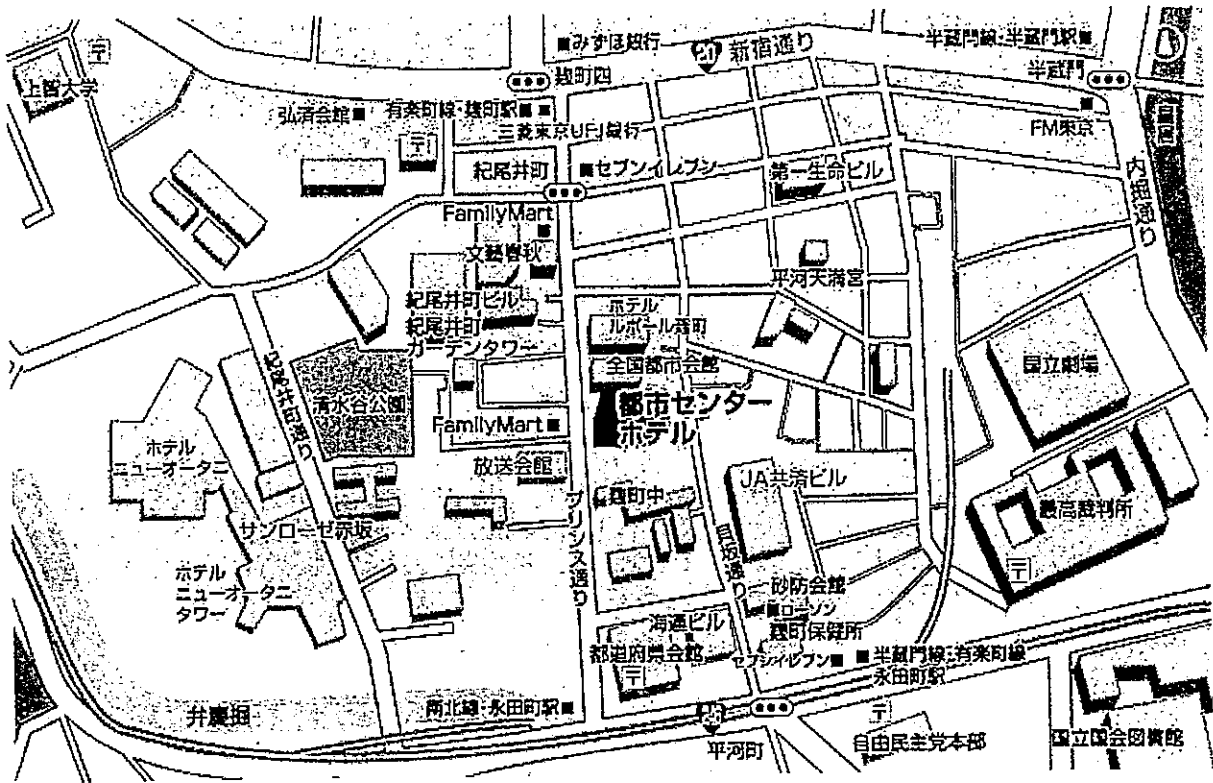 ■みずほ銀行
20
新宿通り
半蔵門線・半蔵門駅■
半蔵門
〒
上智大学
麹町四
弘済会館■
有楽町線・麹町駅■
三菱東京UFJ銀行
FM東京
〒
紀尾井町
■セブンイレブン
第一生命ビル
内堀通り
FamilyMart
文藝春秋
平河天満宮
紀尾井町ビル
紀尾井町
ガーデンタワー
ホテル
ルポール麹町
全国都市会館
国立劇場
紀尾井町通り
清水谷公園
都市センター
ホテル
FamilyMart■
ホテル
ニューオータニ
放送会館
JA共済ビル
麹町中
最高裁判所
サンローゼ赤坂
プリンス通り
貝坂通り
〒
ホテル
ニューオータニ
タワー
砂防会館
■ローソン
麹町保健所
海運ビル
都道府県会館
〒
セブンイレブン■
■半蔵門線・有楽町線
永田町駅
弁慶堀
南北線・永田町駅■
平河町
〒
自由民主党本部
国立国会図書館